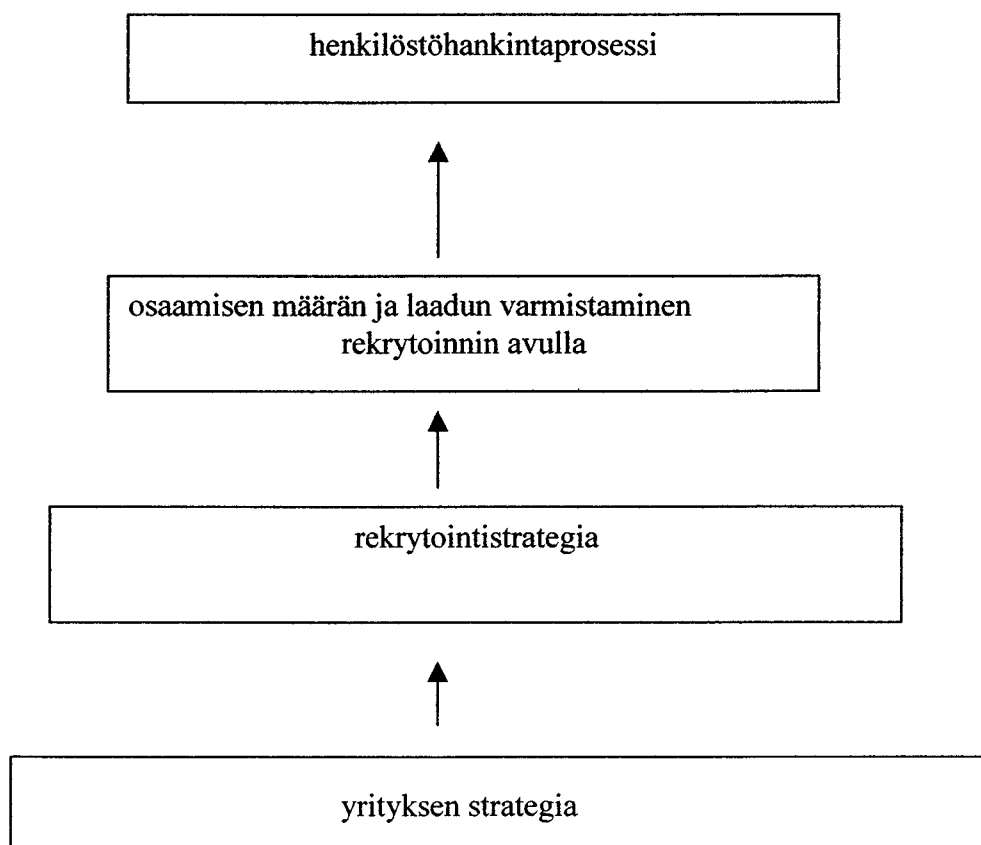 henkilöstöhankintaprosessi
osaamisen määrän ja laadun varmistaminen
rekrytoinnin avulla
rekrytointistrategia
yrityksen strategia